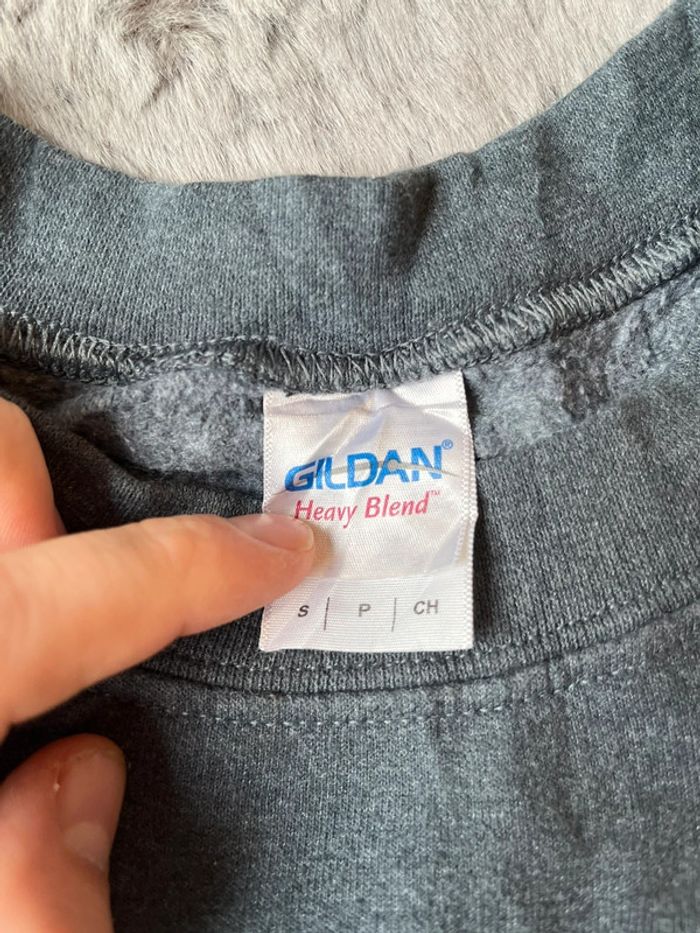 GILDAN®
Heavy Blend™
S | P | CH